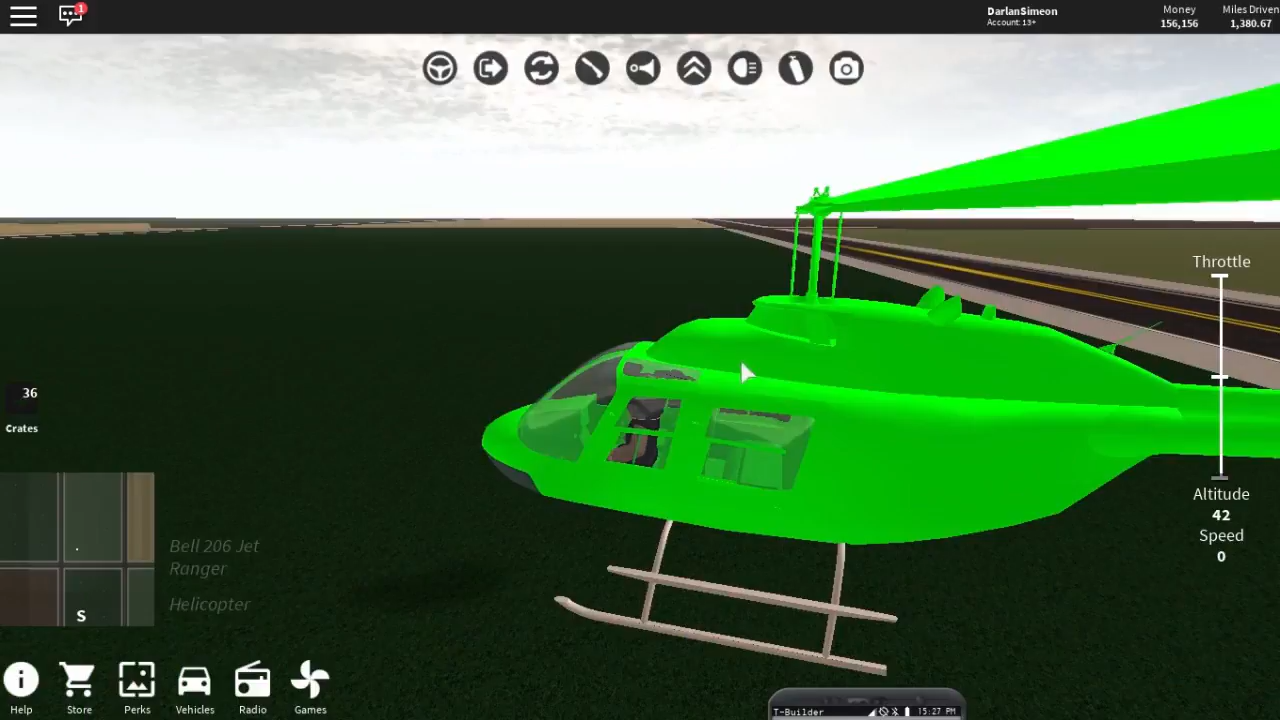 1
DarlanSimeon
Account: 13+
Money
156,156
Miles Driven
1,380.67
Throttle
36
Crates
Altitude
42
Speed
0
Bell 206 Jet
Ranger
Helicopter
S
Help
Store
Perks
Vehicles
Radio
Games
T-Builder
15:27 PM